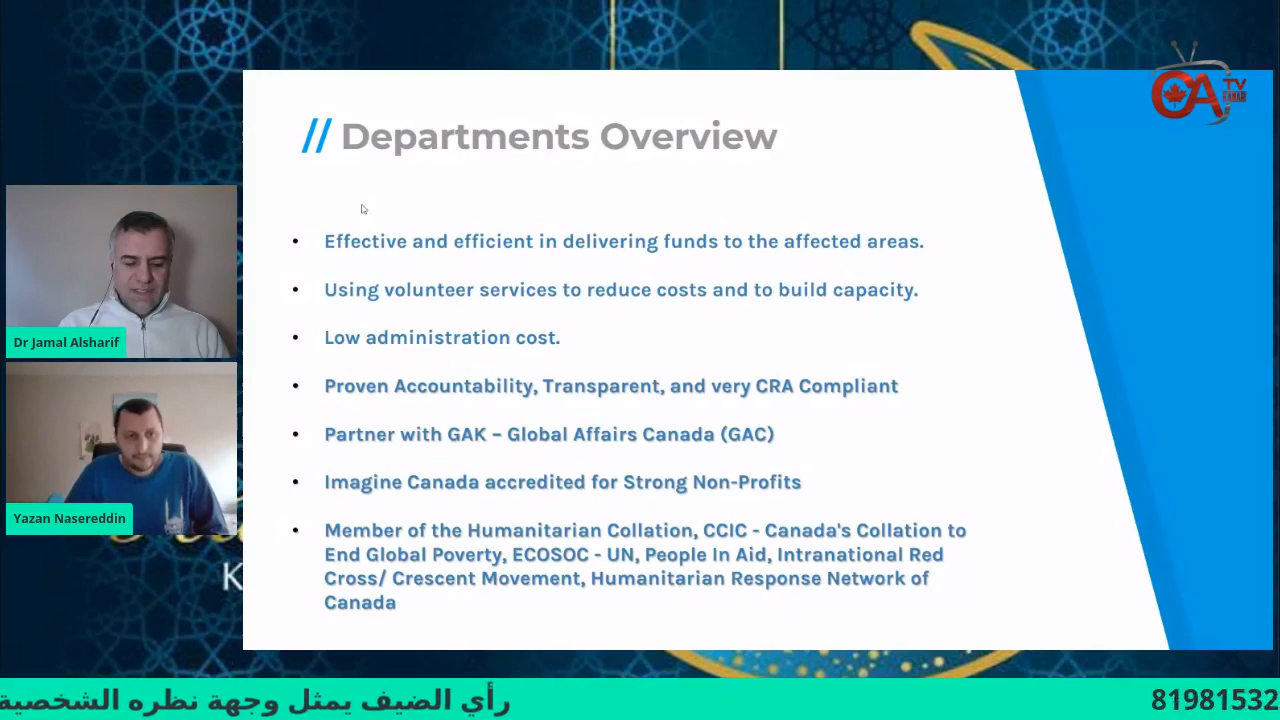 // Departments Overview
• Effective and efficient in delivering funds to the affected areas.
• Using volunteer services to reduce costs and to build capacity.
• Low administration cost.
• Proven Accountability, Transparent, and very CRA Compliant
• Partner with GAK – Global Affairs Canada (GAC)
• Imagine Canada accredited for Strong Non-Profits
• Member of the Humanitarian Collation, CCIC - Canada's Collation to
End Global Poverty, ECOSOC - UN, People In Aid, Intranational Red
Cross/ Crescent Movement, Humanitarian Response Network of
Canada
Dr Jamal Alsharif
Yazan Nasereddin
K
TV
رأي الضيف يمثل وجهة نظره الشخصية
81981532